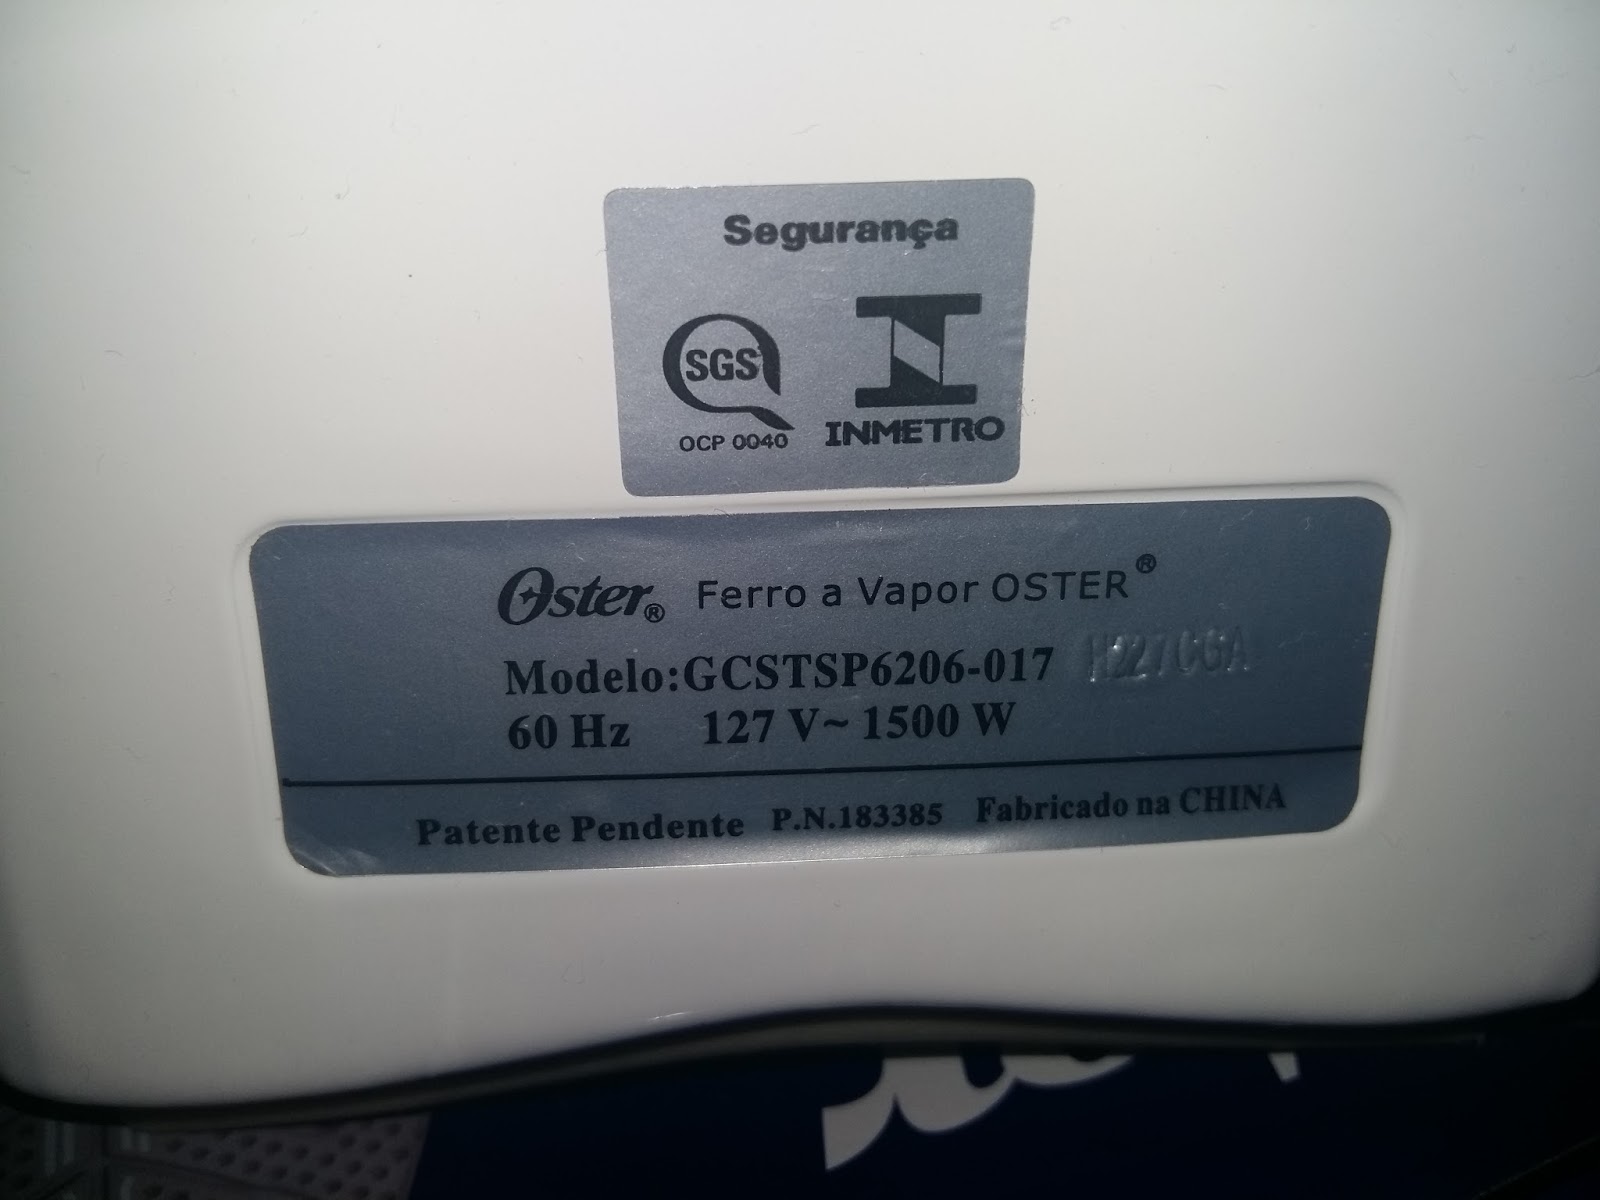 Segurança
SGS
OCP 0040
INMETRO
Oster® Ferro a Vapor OSTER®
Modelo:GCSTSP6206-017 H227CGA
60 Hz 127 V~ 1500 W
Patente Pendente P.N.183385 Fabricado na CHINA